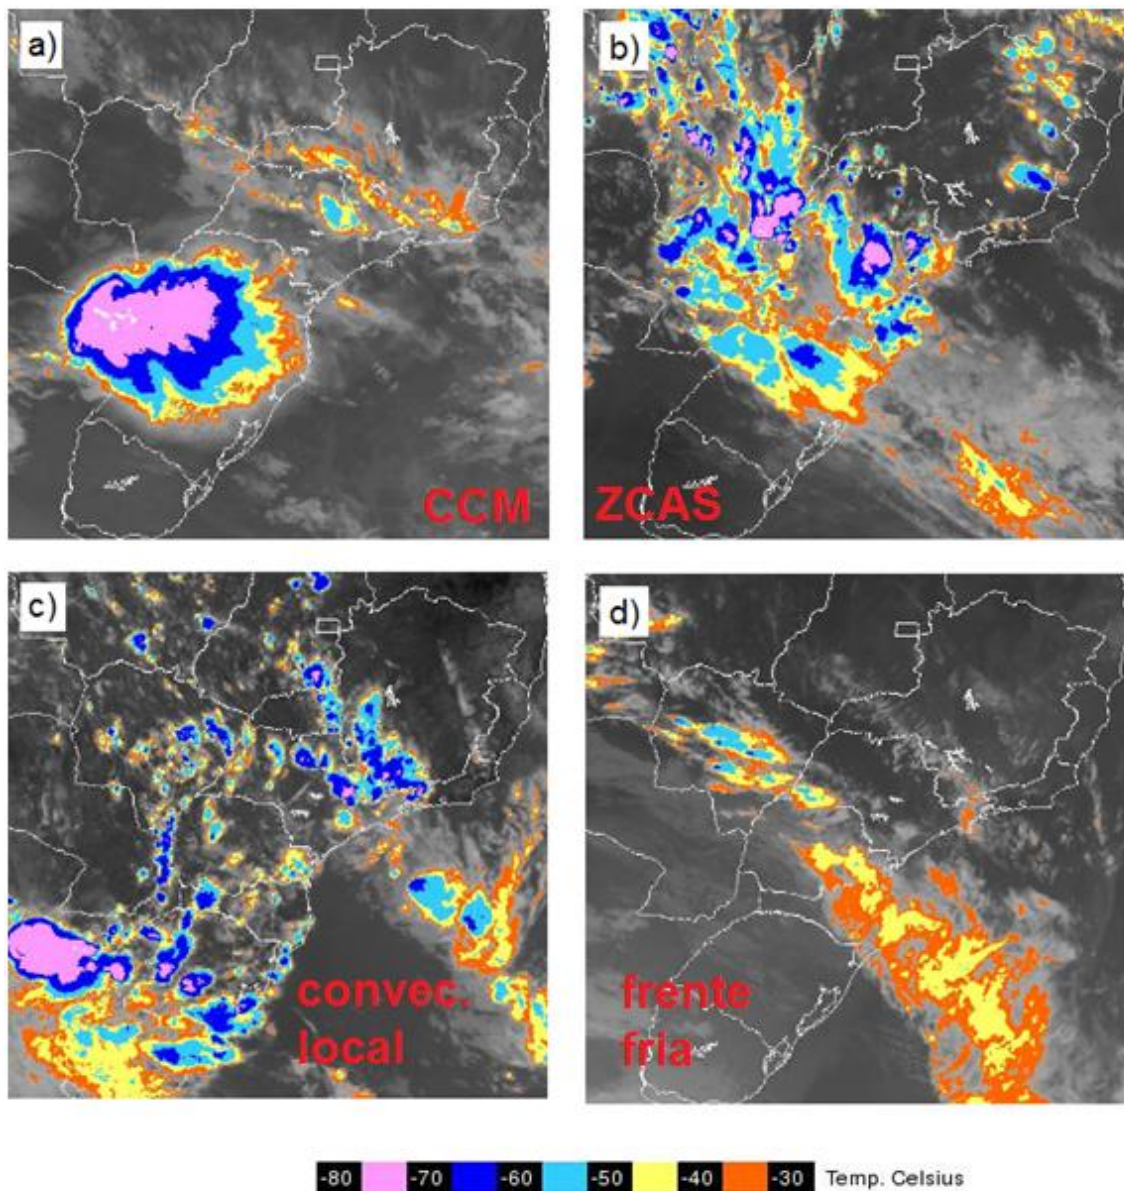 a)
CCM
b)
ZCAS
c)
convec.
local
d)
frente
fria
-80 -70 -60 -50 -40 -30 Temp. Celsius